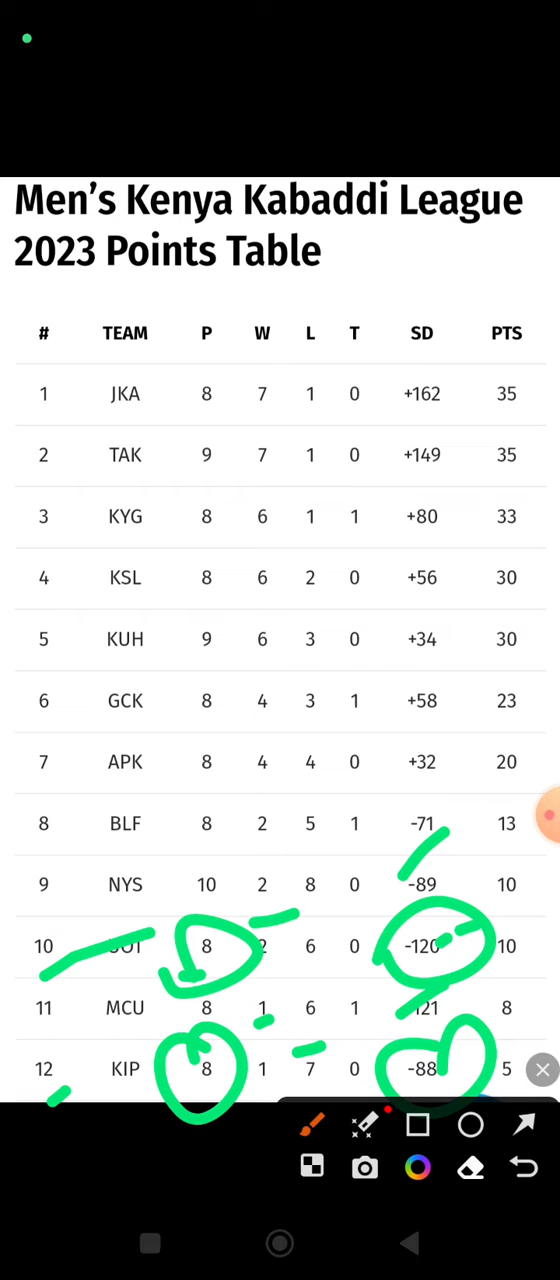 Men’s Kenya Kabaddi League
2023 Points Table
# TEAM P W L T SD PTS
1 JKA 8 7 1 0 +162 35
2 TAK 9 7 1 0 +149 35
3 KYG 8 6 1 1 +80 33
4 KSL 8 6 2 0 +56 30
5 KUH 9 6 3 0 +34 30
6 GCK 8 4 3 1 +58 23
7 APK 8 4 4 0 +32 20
8 BLF 8 2 5 1 -71 13
9 NYS 10 2 8 0 -89 10
10 8 2 6 0 -120 10
11 MCU 8 1 6 1 121 8
12 KIP 8 1 7 0 -88 5